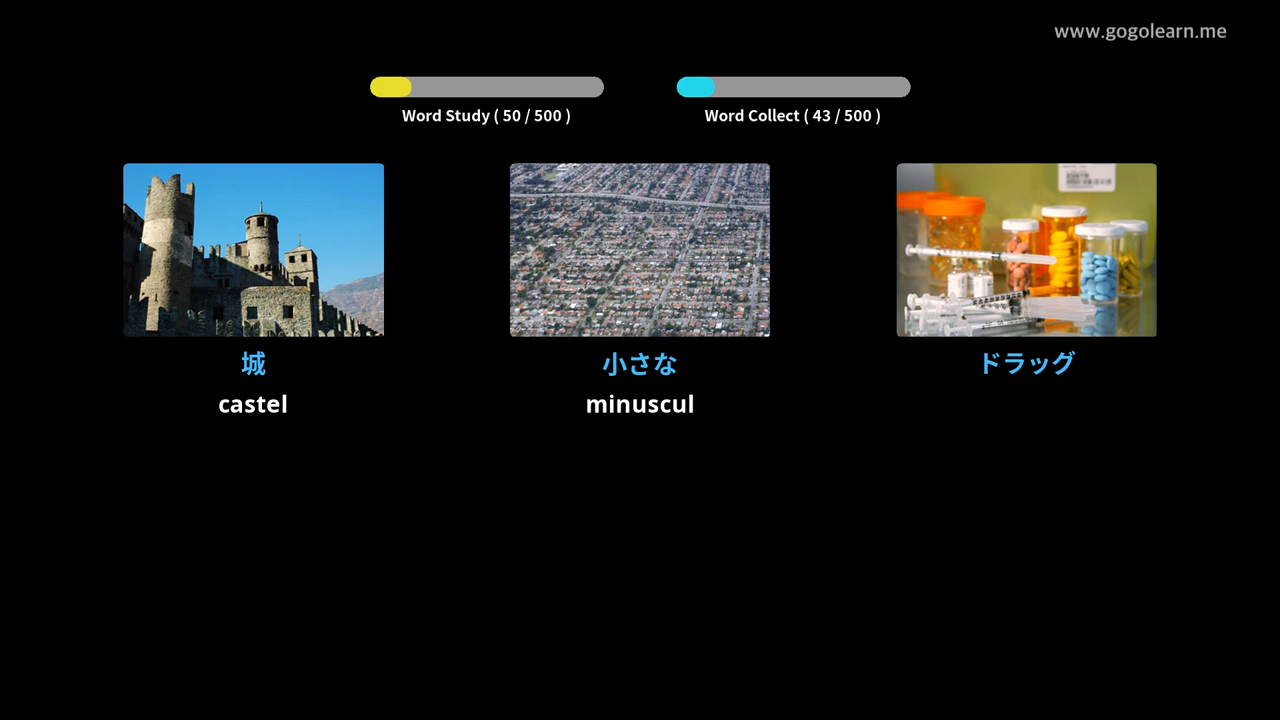 www.gogolearn.me
Word Study ( 50 / 500 )
Word Collect ( 43 / 500 )
城
小さな
ドラッグ
castel
minuscul